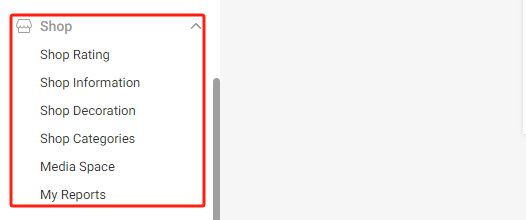 Shop
Shop Rating
Shop Information
Shop Decoration
Shop Categories
Media Space
My Reports